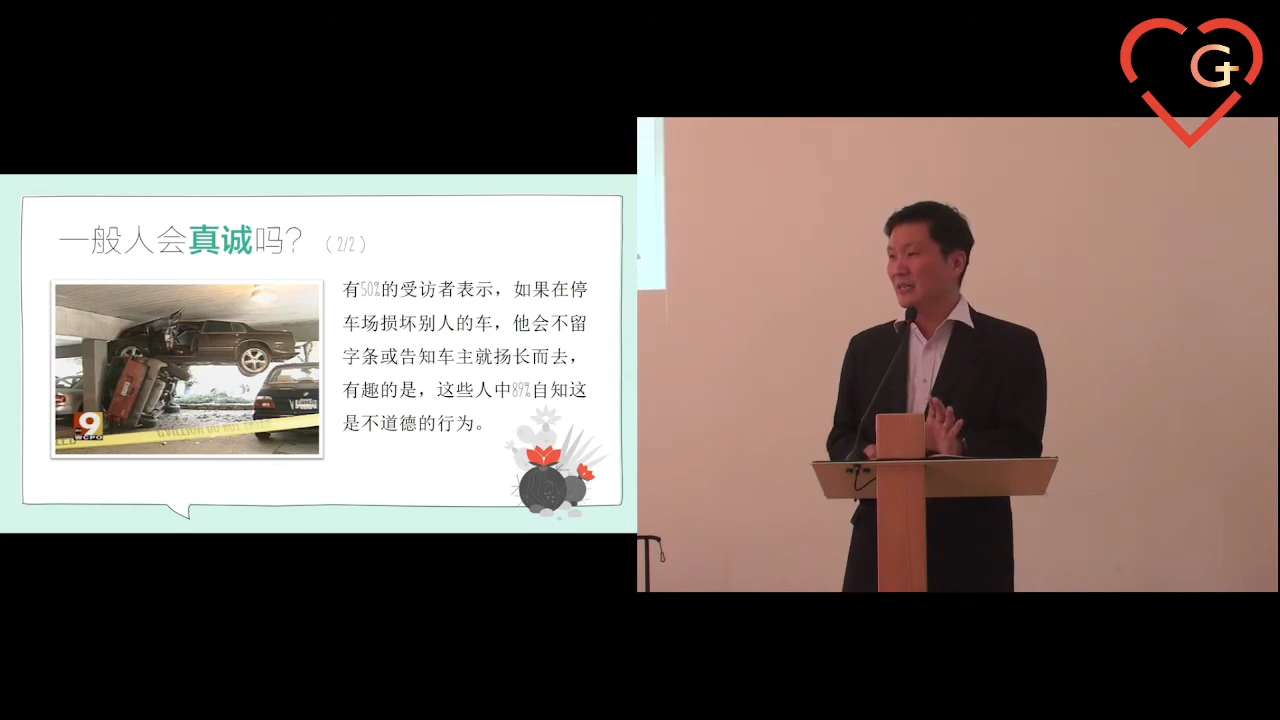 一般人会真诚吗? (2/2)
有50%的受访者表示，如果在停
车场损坏别人的车，他会不留
字条或告知车主就扬长而去，
有趣的是，这些人中89%自知这
是不道德的行为。
9
WCPO
G